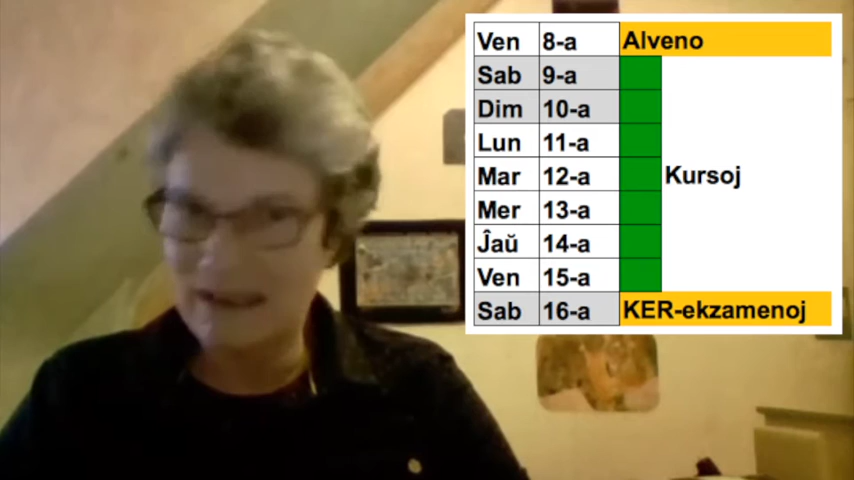 Ven 8-a Alveno
Sab 9-a
Dim 10-a
Lun 11-a
Mar 12-a Kursoj
Mer 13-a
Ĵaŭ 14-a
Ven 15-a
Sab 16-a KER-ekzamenoj